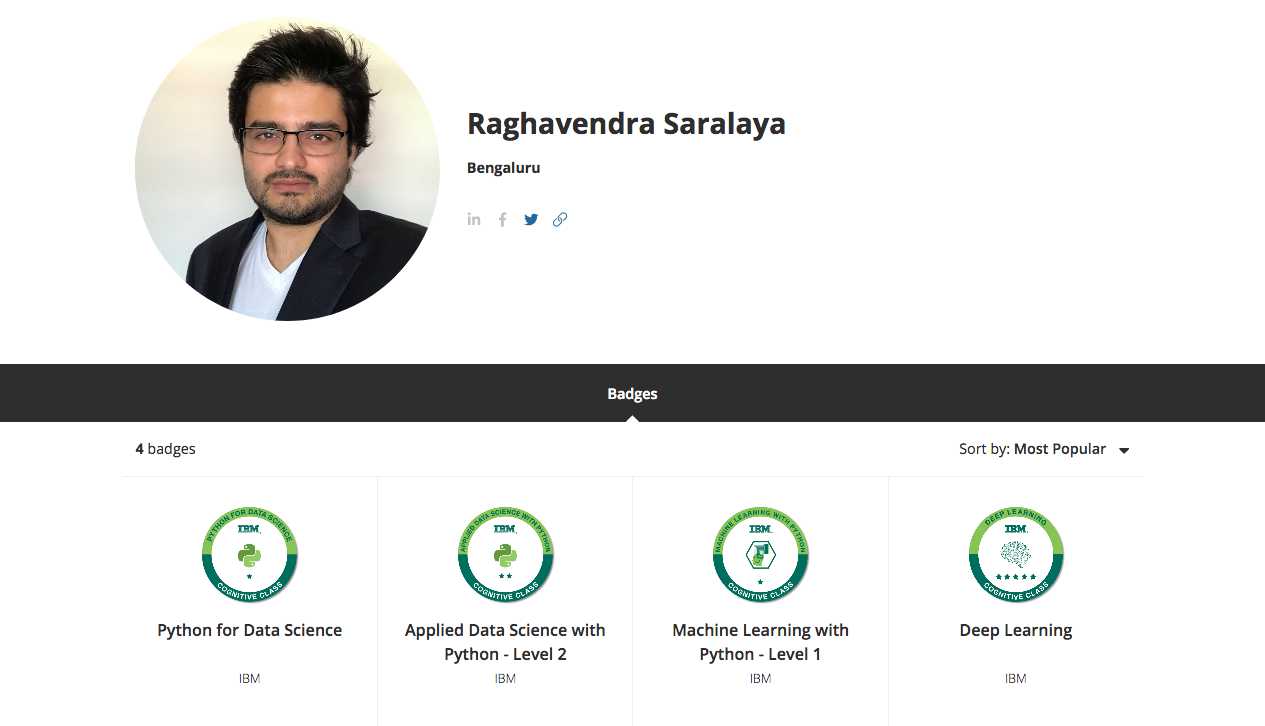 Raghavendra Saralaya
Bengaluru
Badges
4 badges
Sort by: Most Popular
PYTHON FOR DATA SCIENCE
IBM
COGNITIVE CLASS
Python for Data Science
IBM
APPLIED DATA SCIENCE WITH PYTHON
IBM
COGNITIVE CLASS
Applied Data Science with
Python - Level 2
IBM
MACHINE LEARNING WITH PYTHON
IBM
COGNITIVE CLASS
Machine Learning with
Python - Level 1
IBM
DEEP LEARNING
IBM
COGNITIVE CLASS
Deep Learning
IBM